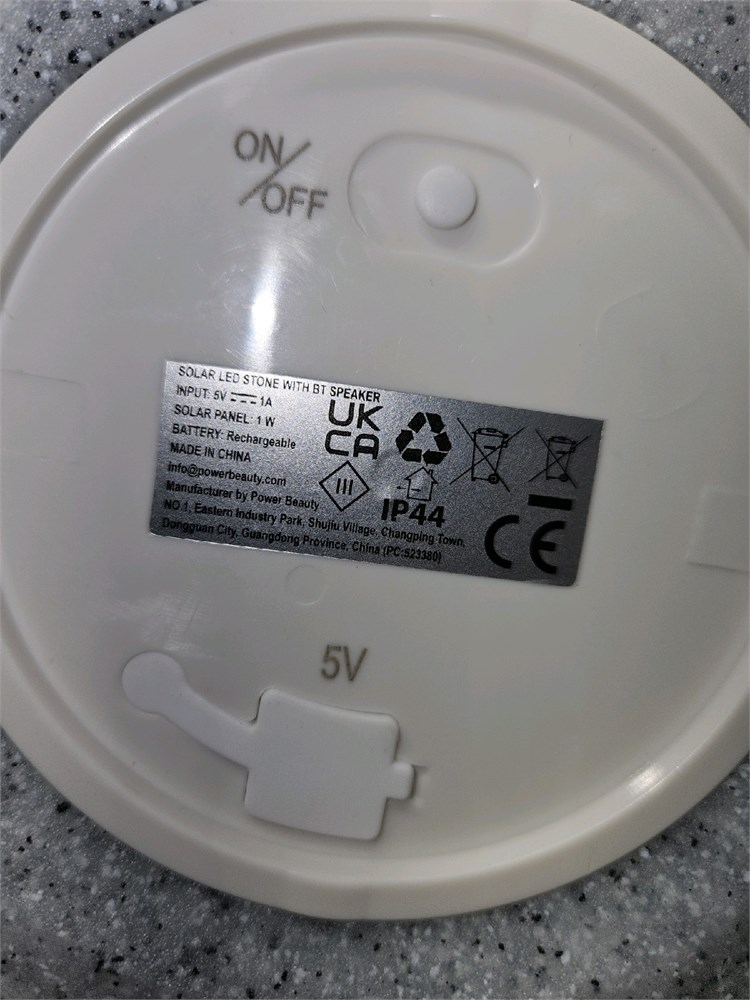 ON/OFF
SOLAR LED STONE WITH BT SPEAKER
INPUT: 5V ⎓ 1A
SOLAR PANEL: 1 W
BATTERY: Rechargeable
MADE IN CHINA
info@powerbeauty.com
Manufacturer by Power Beauty
NO.1, Eastern Industry Park, Shujiu Village, Changping Town,
Dongguan City, Guangdong Province, China (PC:523380)
UK
CA
III
IP44
CE
5V